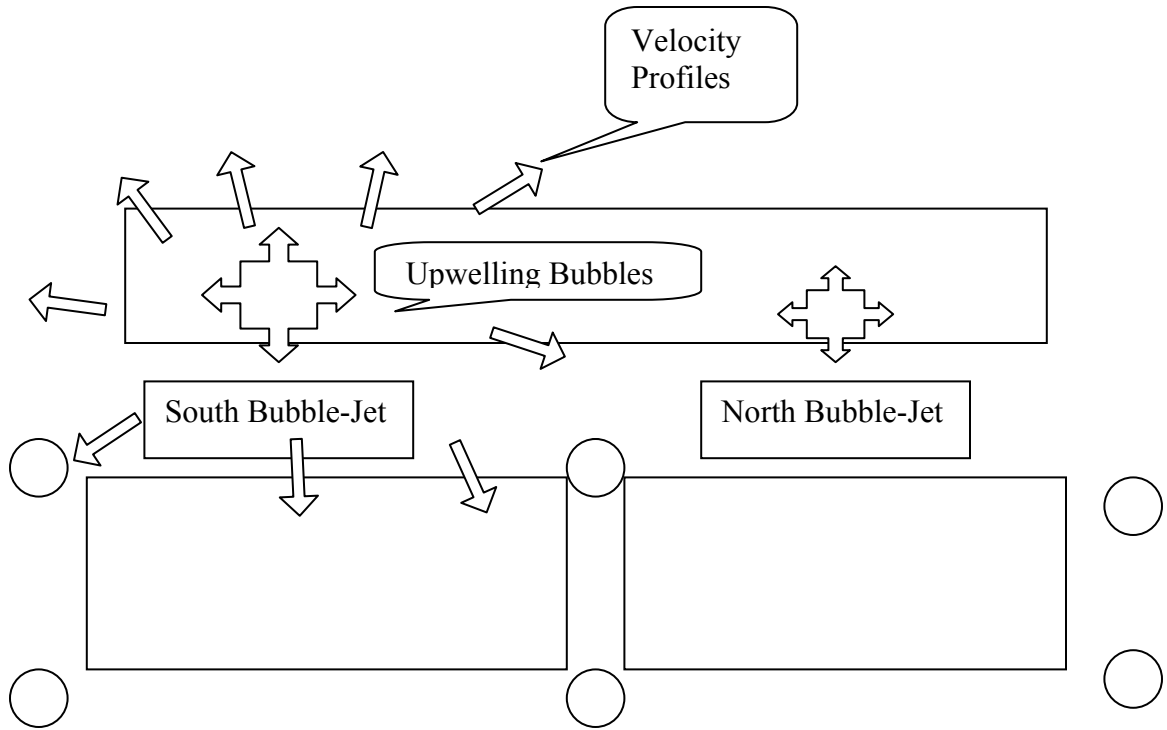 Velocity
Profiles
Upwelling Bubbles
South Bubble-Jet
North Bubble-Jet